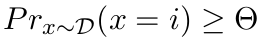 Pr_{x∼𝒟}(x = i) ≥ Θ